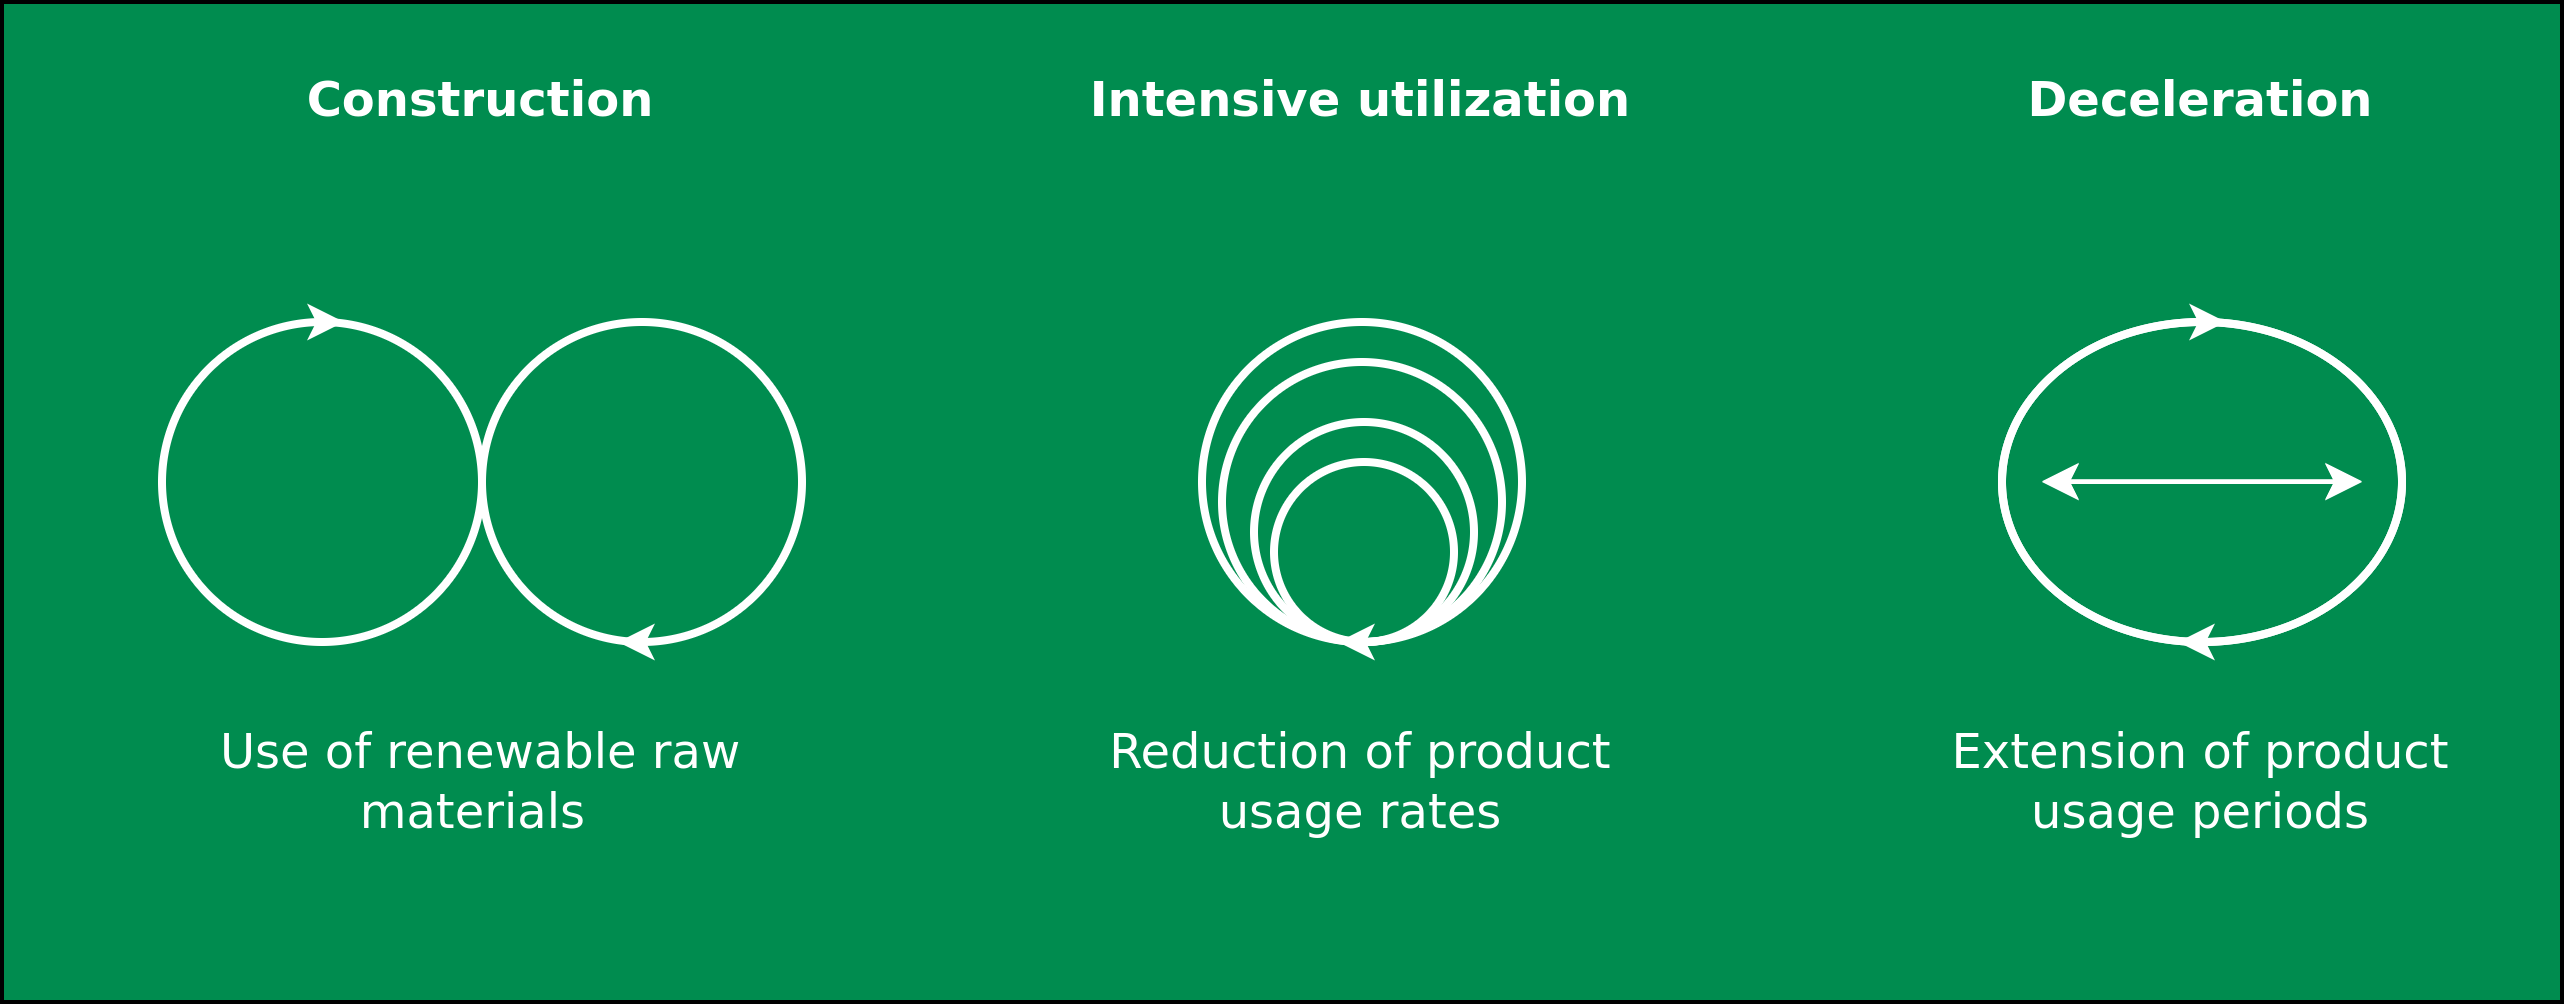 Construction
Intensive utilization
Deceleration
Use of renewable raw
materials
Reduction of product
usage rates
Extension of product
usage periods